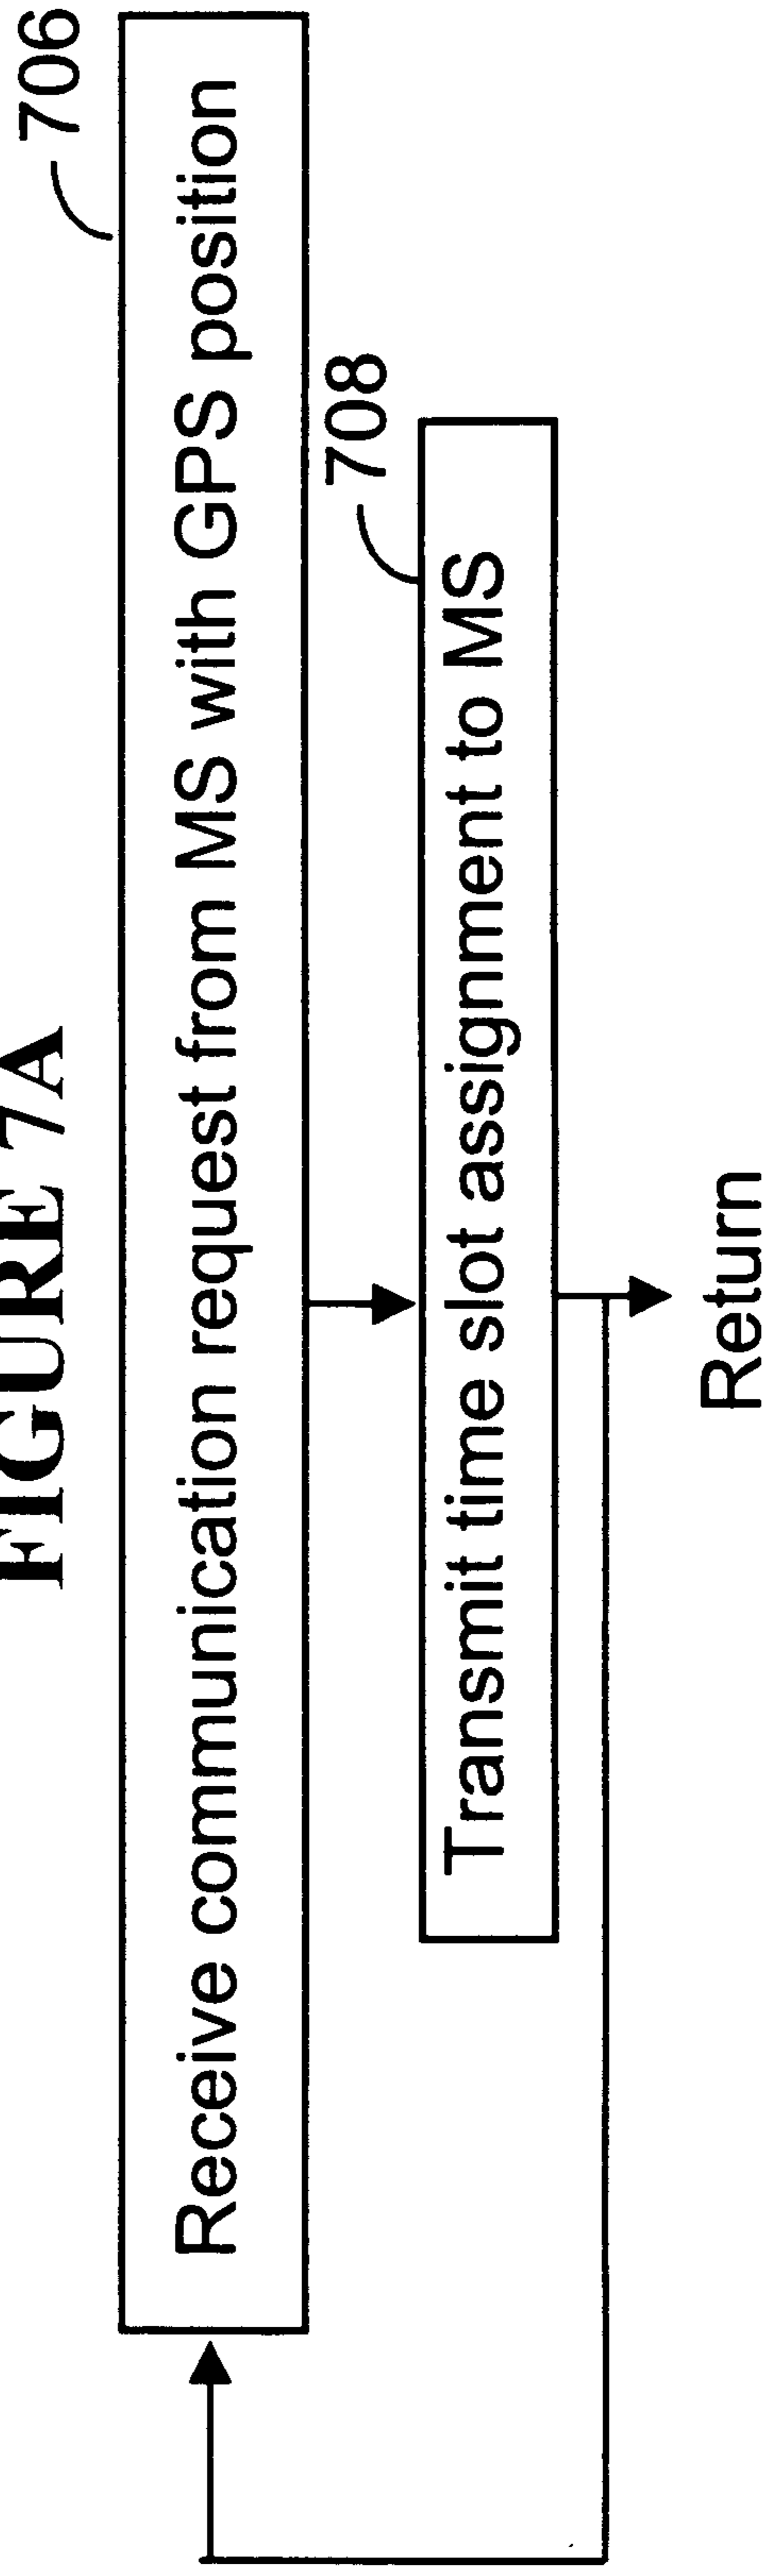 FIGURE 7A
706
Receive communication request from MS with GPS position
708
Transmit time slot assignment to MS
Return